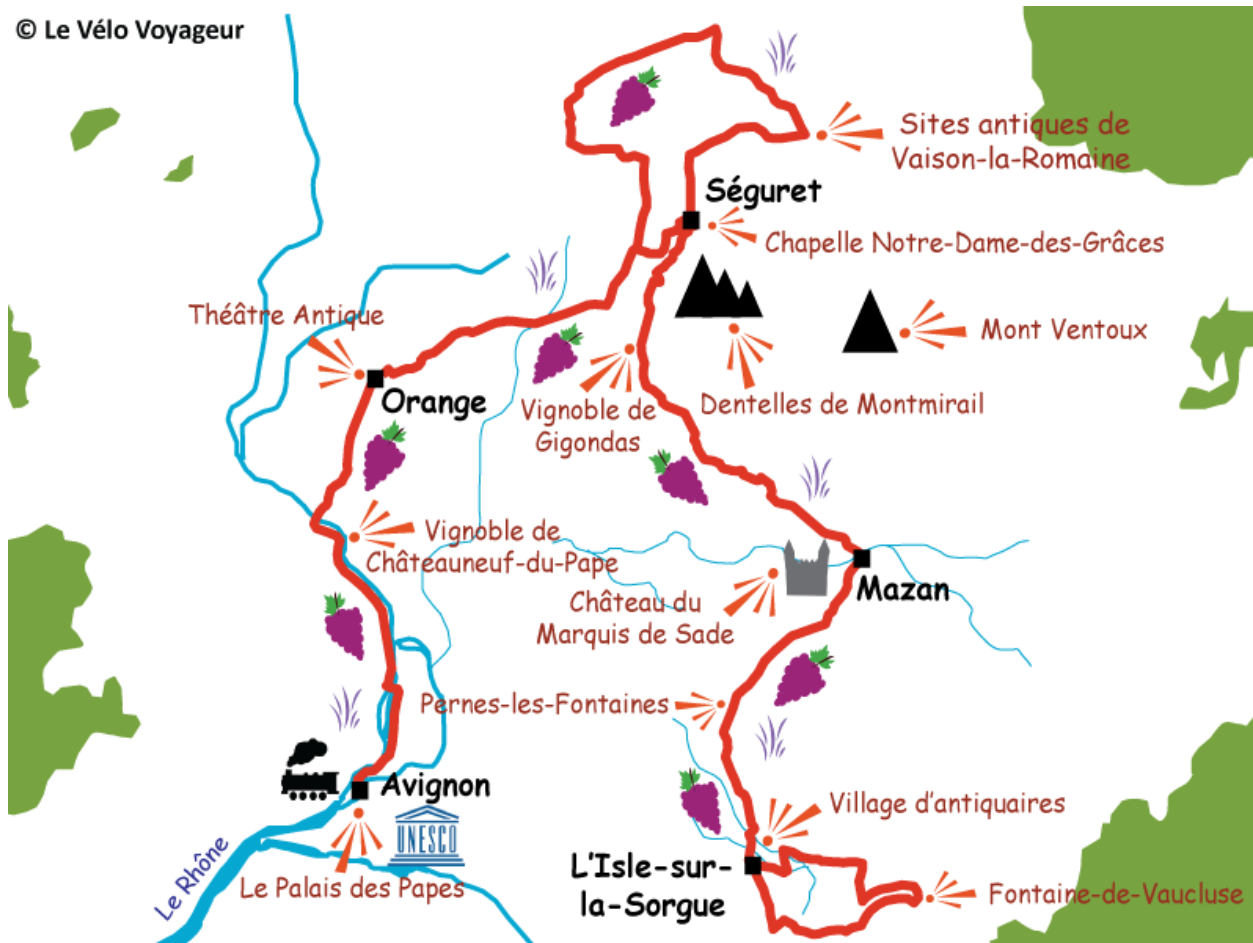 © Le Vélo Voyageur
Sites antiques de
Vaison-la-Romaine
Séguret
Chapelle Notre-Dame-des-Grâces
Théâtre Antique
Mont Ventoux
Orange
Vignoble de
Gigondas
Dentelles de Montmirail
Vignoble de
Châteauneuf-du-Pape
Mazan
Château du
Marquis de Sade
Pernes-les-Fontaines
Avignon
UNESCO
Village d'antiquaires
Le Rhône
Le Palais des Papes
L'Isle-sur-
la-Sorgue
Fontaine-de-Vaucluse